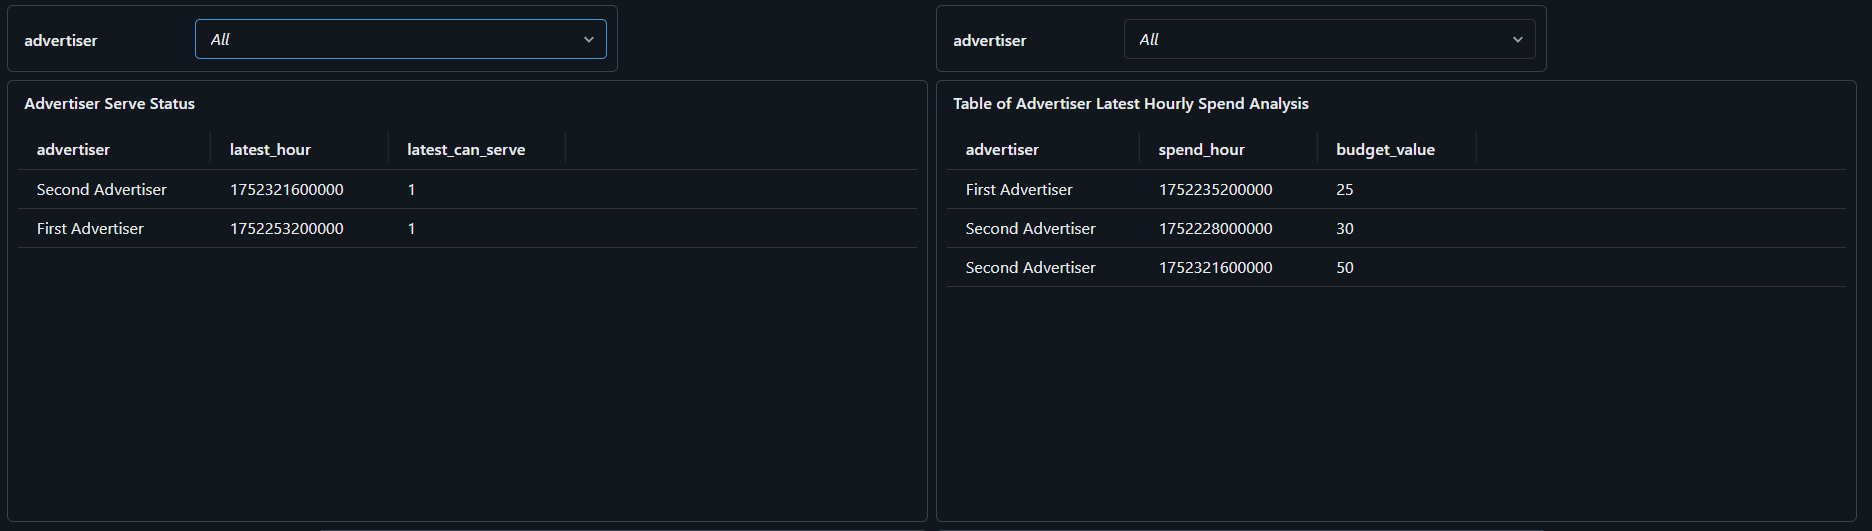 advertiser All
advertiser All
Advertiser Serve Status
advertiser latest_hour latest_can_serve
Second Advertiser 1752321600000 1
First Advertiser 1752253200000 1
Table of Advertiser Latest Hourly Spend Analysis
advertiser spend_hour budget_value
First Advertiser 1752235200000 25
Second Advertiser 1752228000000 30
Second Advertiser 1752321600000 50